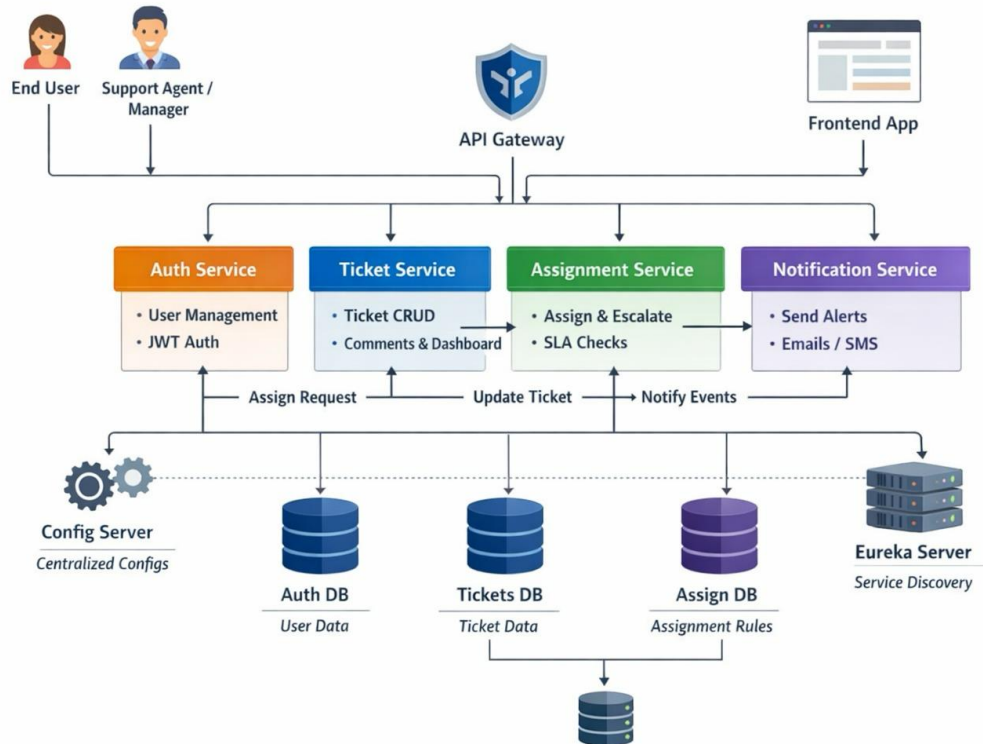 End User
Support Agent /
Manager
API Gateway
Frontend App
Auth Service
• User Management
• JWT Auth
Ticket Service
• Ticket CRUD
• Comments & Dashboard
Assignment Service
• Assign & Escalate
• SLA Checks
Notification Service
• Send Alerts
• Emails / SMS
Assign Request
Update Ticket
Notify Events
Config Server
Centralized Configs
Auth DB
User Data
Tickets DB
Ticket Data
Assign DB
Assignment Rules
Eureka Server
Service Discovery